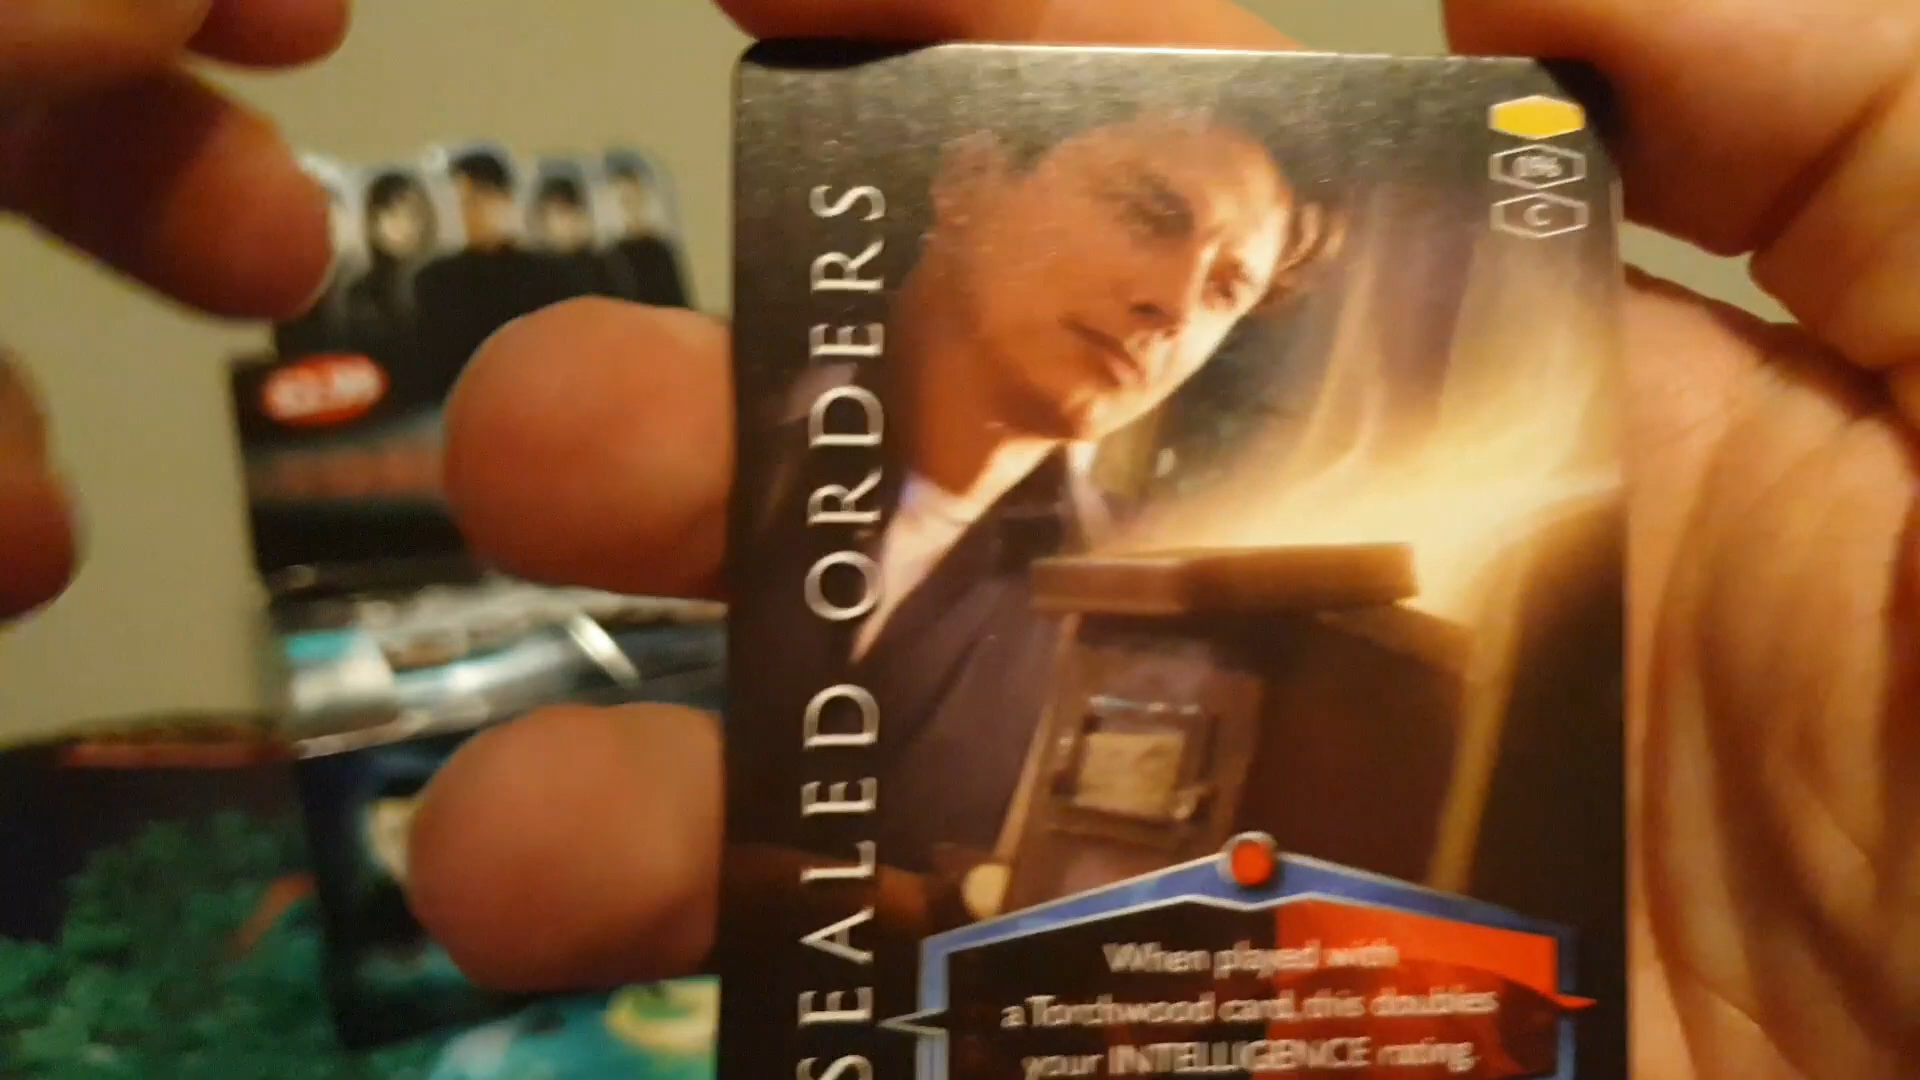 SEALED ORDERS
C
When played with
a Torchwood card, this doubles
your INTELLIGENCE rating.